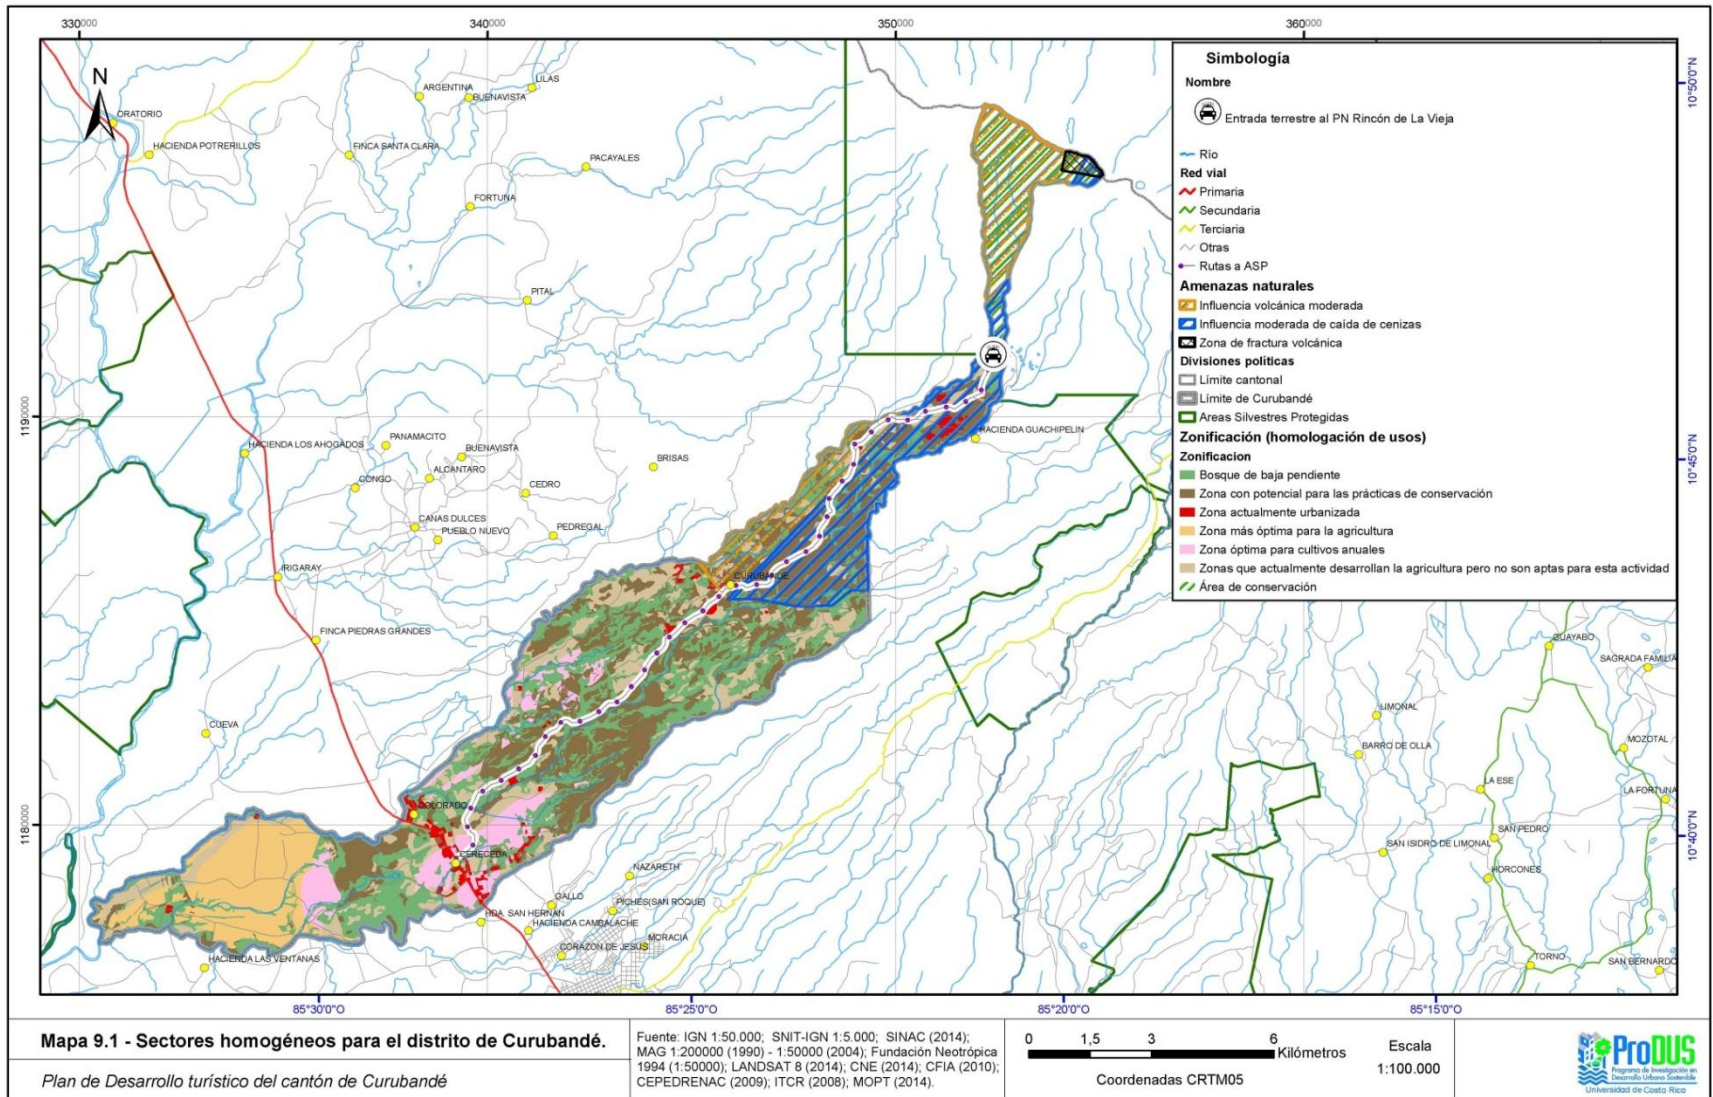 330000
340000
350000
360000
N
ORATORIO
HACIENDA POTRERILLOS
ARGENTINA
BUENAVISTA
LILAS
FINCA SANTA CLARA
PACAYALES
FORTUNA
PITAL
HACIENDA LOS AHOGADOS
PANAMACITO
BUENAVISTA
ALCANTARO
CONGO
BRISAS
CEDRO
CANAS DULCES
PUEBLO NUEVO
PEDREGAL
HACIENDA GUACHIPELIN
IRIGARAY
CURUBANDE
FINCA PIEDRAS GRANDES
CUEVA
COLORADO
CERECEDA
NAZARETH
GALLO
PICHES(SAN ROQUE)
HDA. SAN HERNAN
HACIENDA CAMBALACHE
MORACIA
CORAZON DE JESUS
HACIENDA LAS VENTANAS
GUAYABO
SAGRADA FAMILIA
LIMONAL
MOZOTAL
BARRO DE OLLA
LA ESE
LA FORTUNA
SAN PEDRO
SAN ISIDRO DE LIMONAL
HORCONES
TORNO
SAN BERNARDO
1190000
1180000
10°50'0"N
10°45'0"N
10°40'0"N
85°30'0"O
85°25'0"O
85°20'0"O
85°15'0"O
Simbología
Nombre
Entrada terrestre al PN Rincón de La Vieja
Río
Red vial
Primaria
Secundaria
Terciaria
Otras
Rutas a ASP
Amenazas naturales
Influencia volcánica moderada
Influencia moderada de caída de cenizas
Zona de fractura volcánica
Divisiones politicas
Límite cantonal
Límite de Curubandé
Areas Silvestres Protegidas
Zonificación (homologación de usos)
Zonificacion
Bosque de baja pendiente
Zona con potencial para las prácticas de conservación
Zona actualmente urbanizada
Zona más óptima para la agricultura
Zona óptima para cultivos anuales
Zonas que actualmente desarrollan la agricultura pero no son aptas para esta actividad
Área de conservación
Mapa 9.1 - Sectores homogéneos para el distrito de Curubandé.
Plan de Desarrollo turístico del cantón de Curubandé
Fuente: IGN 1:50.000; SNIT-IGN 1:5.000; SINAC (2014);
MAG 1:200000 (1990) - 1:50000 (2004); Fundación Neotrópica
1994 (1:50000); LANDSAT 8 (2014); CNE (2014); CFIA (2010);
CEPEDRENAC (2009); ITCR (2008); MOPT (2014).
0 1,5 3 6
Kilómetros
Coordenadas CRTM05
Escala
1:100.000
ProDUS
Programa de Investigación en
Desarrollo Urbano Sostenible
Universidad de Costa Rica